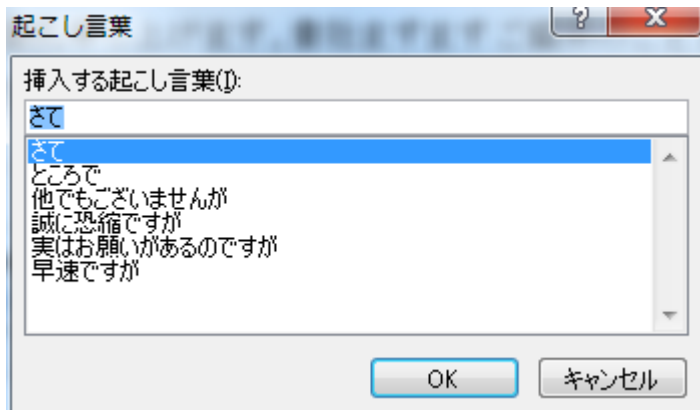 起こし言葉
挿入する起こし言葉(I):
さて
さて
ところで
他でもございませんが
誠に恐縮ですが
実はお願いがあるのですが
早速ですが
OK
キャンセル